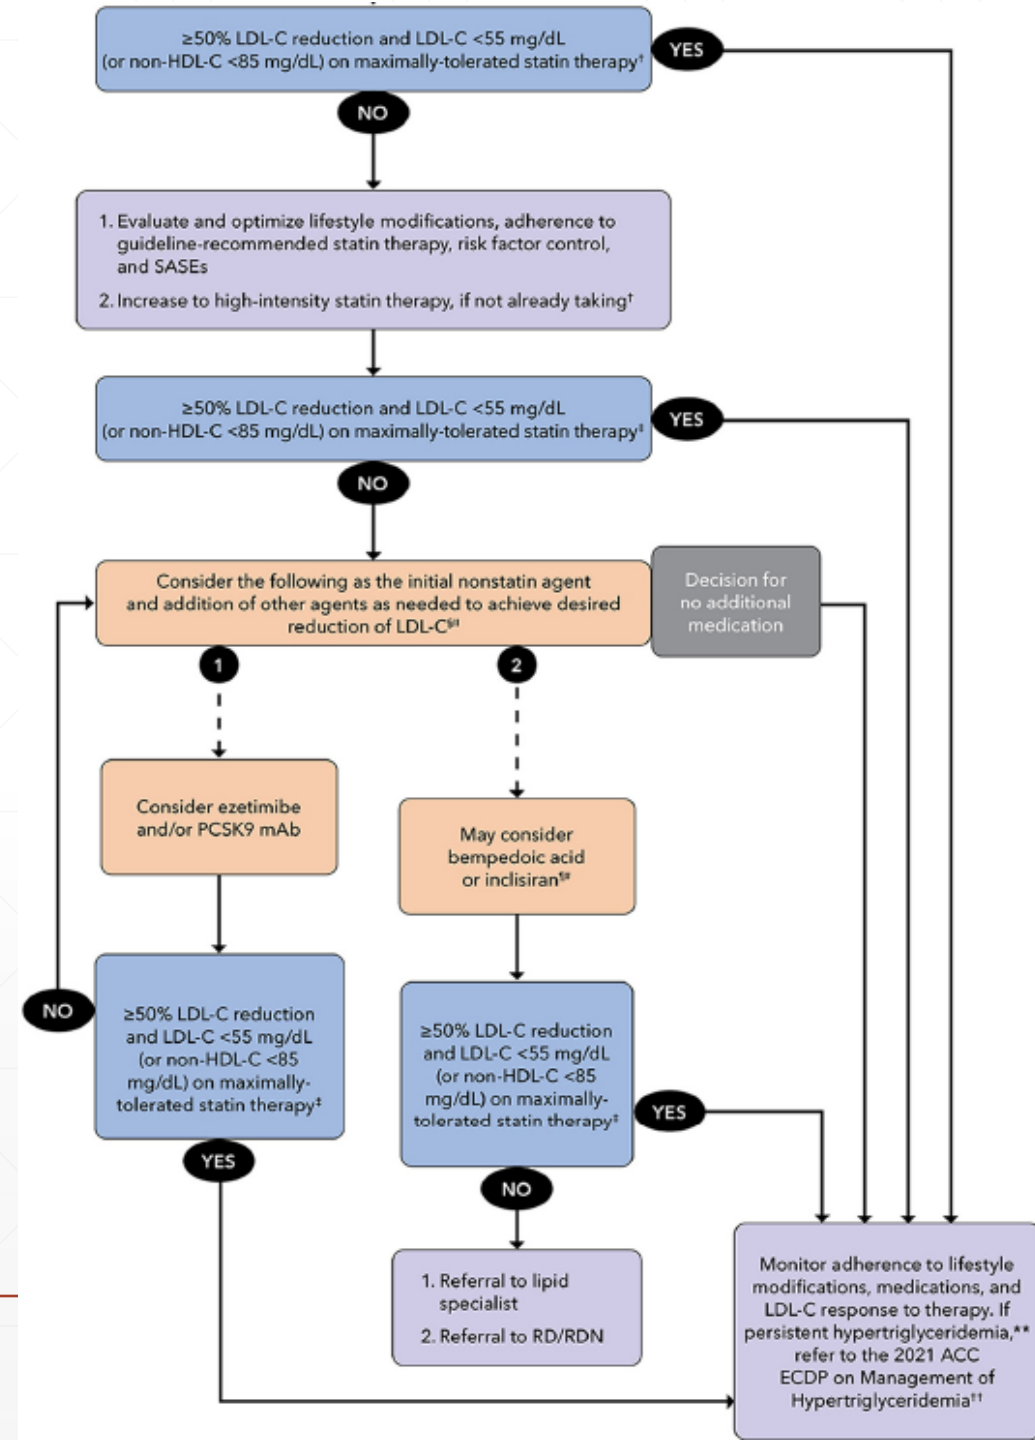 ≥50% LDL-C reduction and LDL-C <55 mg/dL
(or non-HDL-C <85 mg/dL) on maximally-tolerated statin therapy†
YES
NO
1. Evaluate and optimize lifestyle modifications, adherence to
guideline-recommended statin therapy, risk factor control,
and SASEs
2. Increase to high-intensity statin therapy, if not already taking†
≥50% LDL-C reduction and LDL-C <55 mg/dL
(or non-HDL-C <85 mg/dL) on maximally-tolerated statin therapy‡
YES
NO
Consider the following as the initial nonstatin agent
and addition of other agents as needed to achieve desired
reduction of LDL-C
Decision for
no additional
medication
1
2
Consider ezetimibe
and/or PCSK9 mAb
May consider
bempedoic acid
or inclisiran
≥50% LDL-C reduction
and LDL-C <55 mg/dL
(or non-HDL-C <85
mg/dL) on maximally-
tolerated statin therapy‡
NO
YES
≥50% LDL-C reduction
and LDL-C <55 mg/dL
(or non-HDL-C <85
mg/dL) on maximally-
tolerated statin therapy‡
YES
NO
1. Referral to lipid
specialist
2. Referral to RD/RDN
Monitor adherence to lifestyle
modifications, medications, and
LDL-C response to therapy. If
persistent hypertriglyceridemia,**
refer to the 2021 ACC
ECDP on Management of
Hypertriglyceridemia††